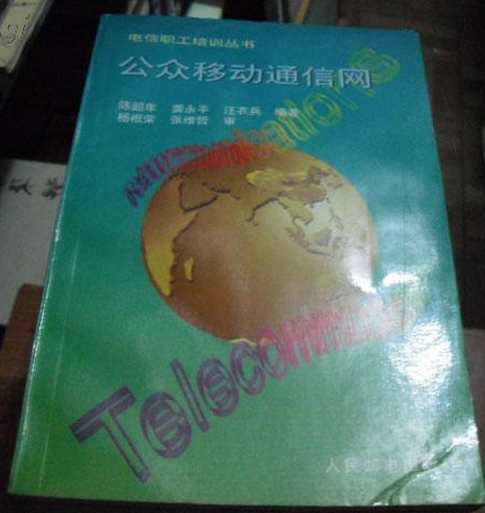 电信职工培训丛书
公众移动通信网
陈韶年 龚永平 汪衣兵 编著
杨根荣 张维哲 审
Telecommunications
人民邮电出版社